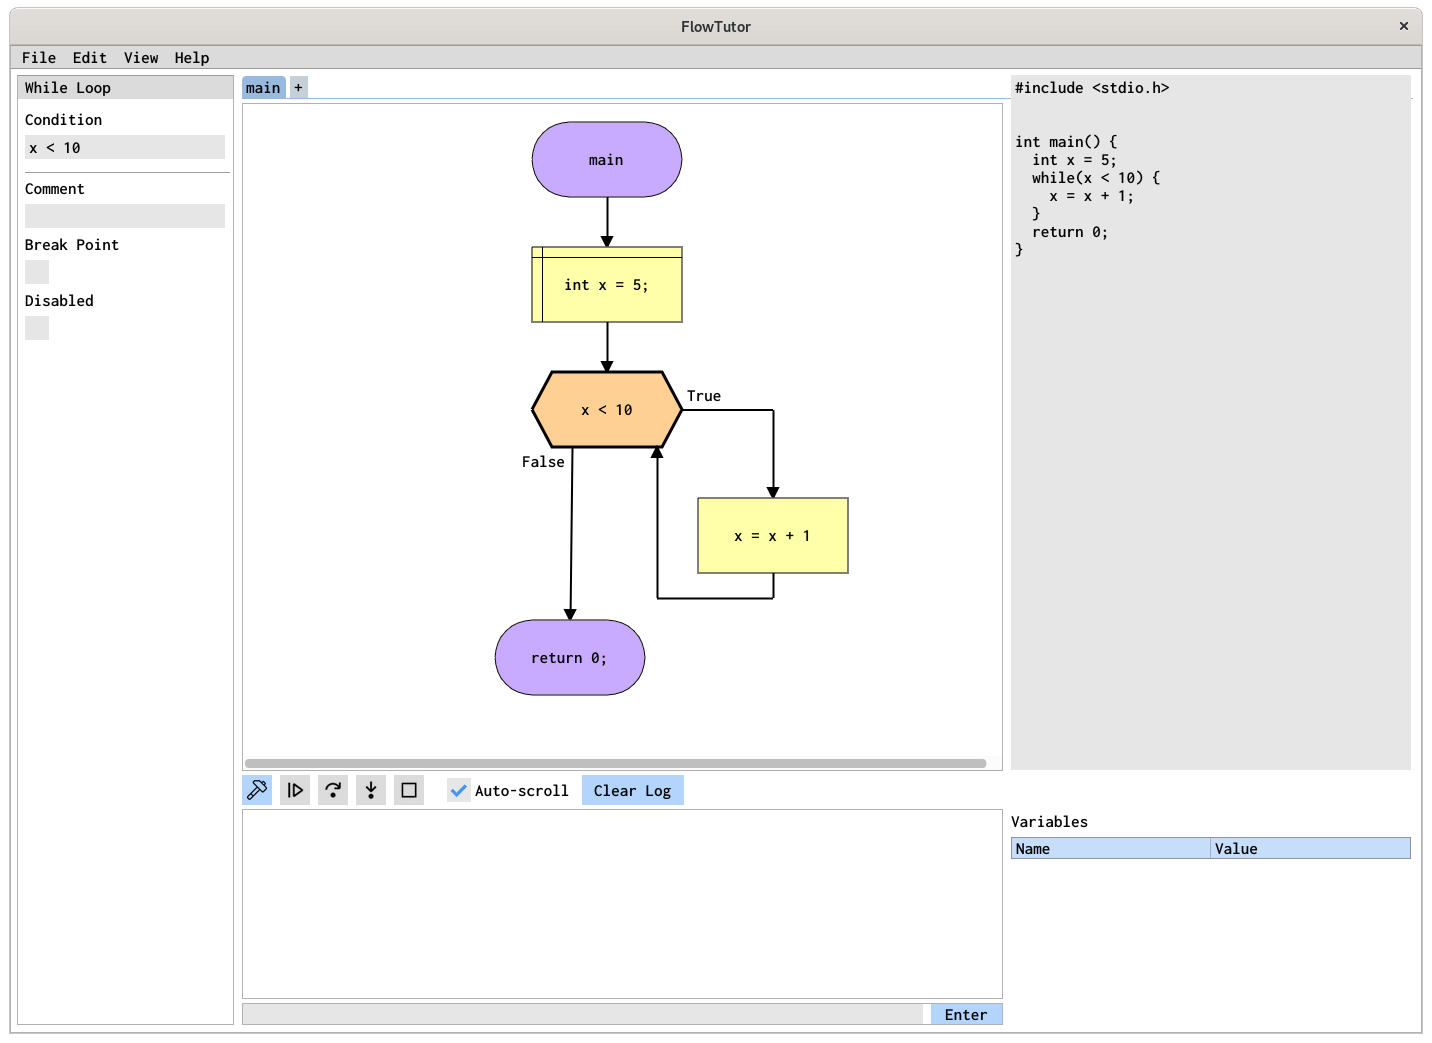 FlowTutor
×
File Edit View Help
While Loop
Condition
x < 10
Comment
Break Point
Disabled
main +
main
int x = 5;
x < 10
True
False
x = x + 1
return 0;
#include <stdio.h>
int main() {
  int x = 5;
  while(x < 10) {
    x = x + 1;
  }
  return 0;
}
Auto-scroll Clear Log
Enter
Variables
Name Value